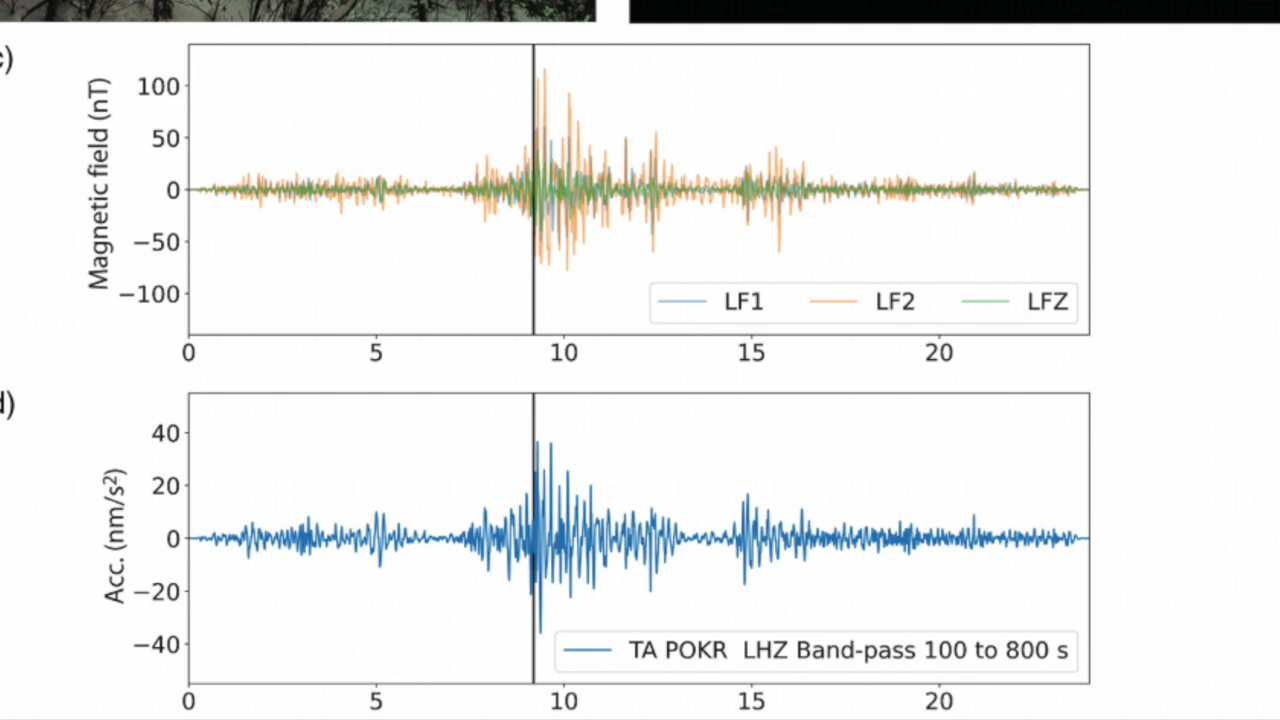 c)
Magnetic field (nT)
100
50
0
−50
−100
LF1 LF2 LFZ
0 5 10 15 20
d)
Acc. (nm/s²)
40
20
0
−20
−40
TA POKR LHZ Band-pass 100 to 800 s
0 5 10 15 20